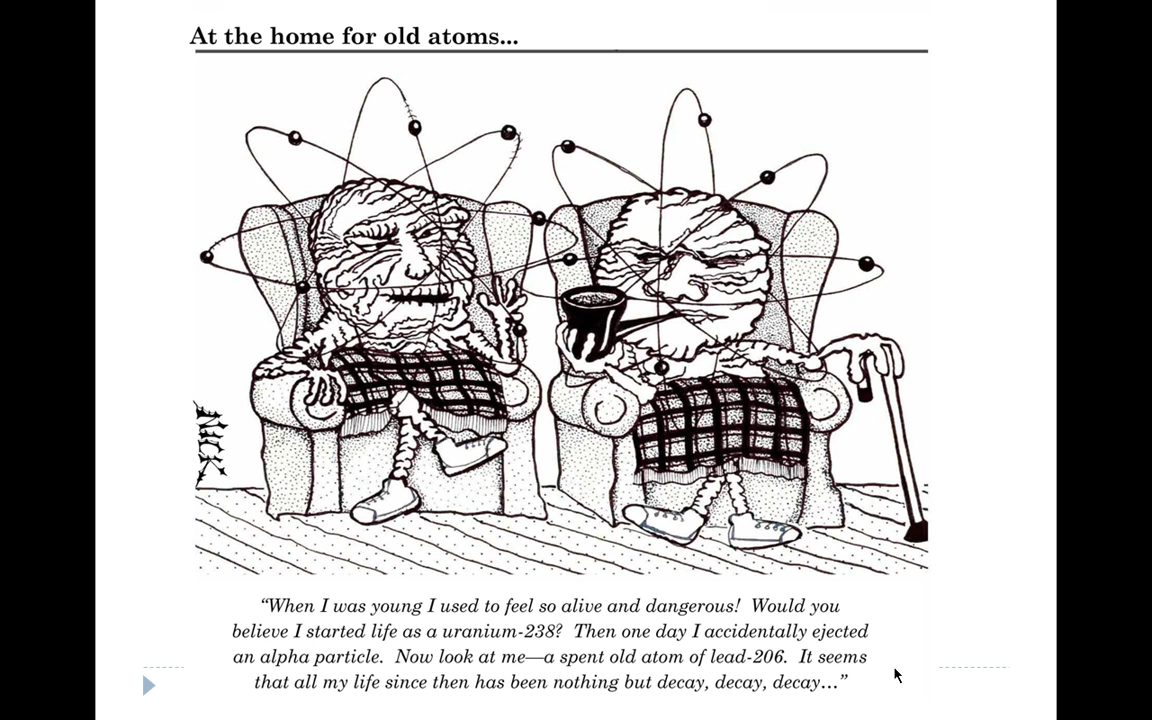 At the home for old atoms...
NICK
“When I was young I used to feel so alive and dangerous!  Would you
believe I started life as a uranium-238?  Then one day I accidentally ejected
an alpha particle.  Now look at me—a spent old atom of lead-206.  It seems
that all my life since then has been nothing but decay, decay, decay…”